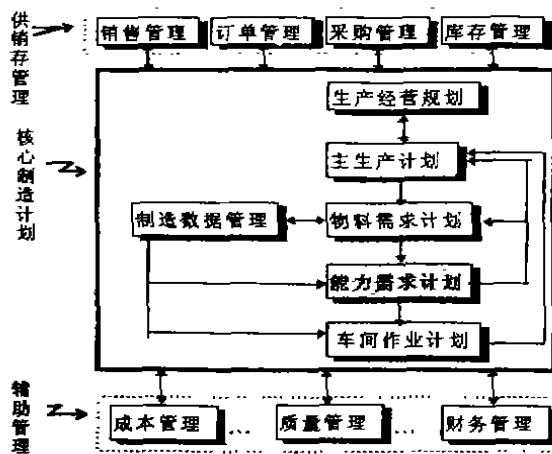 供销存管理
销售管理
订单管理
采购管理
库存管理
核心制造计划
生产经营规划
主生产计划
制造数据管理
物料需求计划
能力需求计划
车间作业计划
辅助管理
成本管理
...
质量管理
...
财务管理